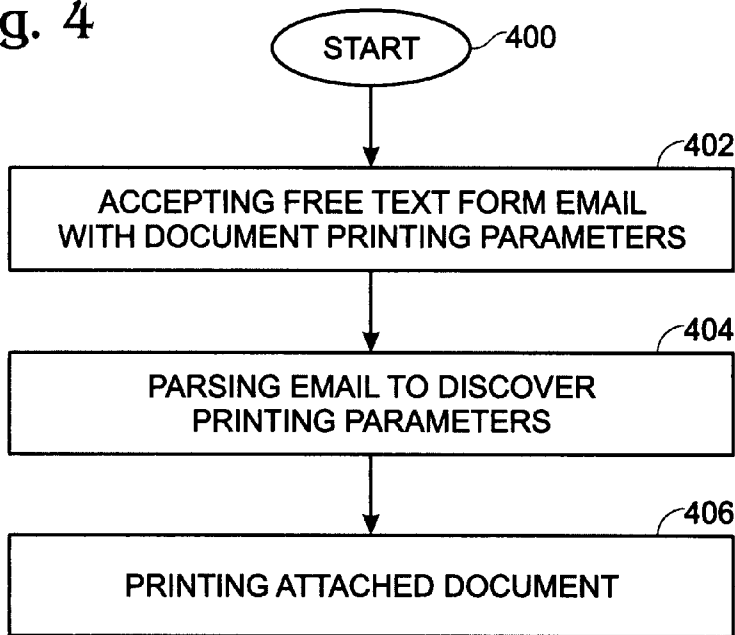 g. 4
START
400
402
ACCEPTING FREE TEXT FORM EMAIL
WITH DOCUMENT PRINTING PARAMETERS
404
PARSING EMAIL TO DISCOVER
PRINTING PARAMETERS
406
PRINTING ATTACHED DOCUMENT